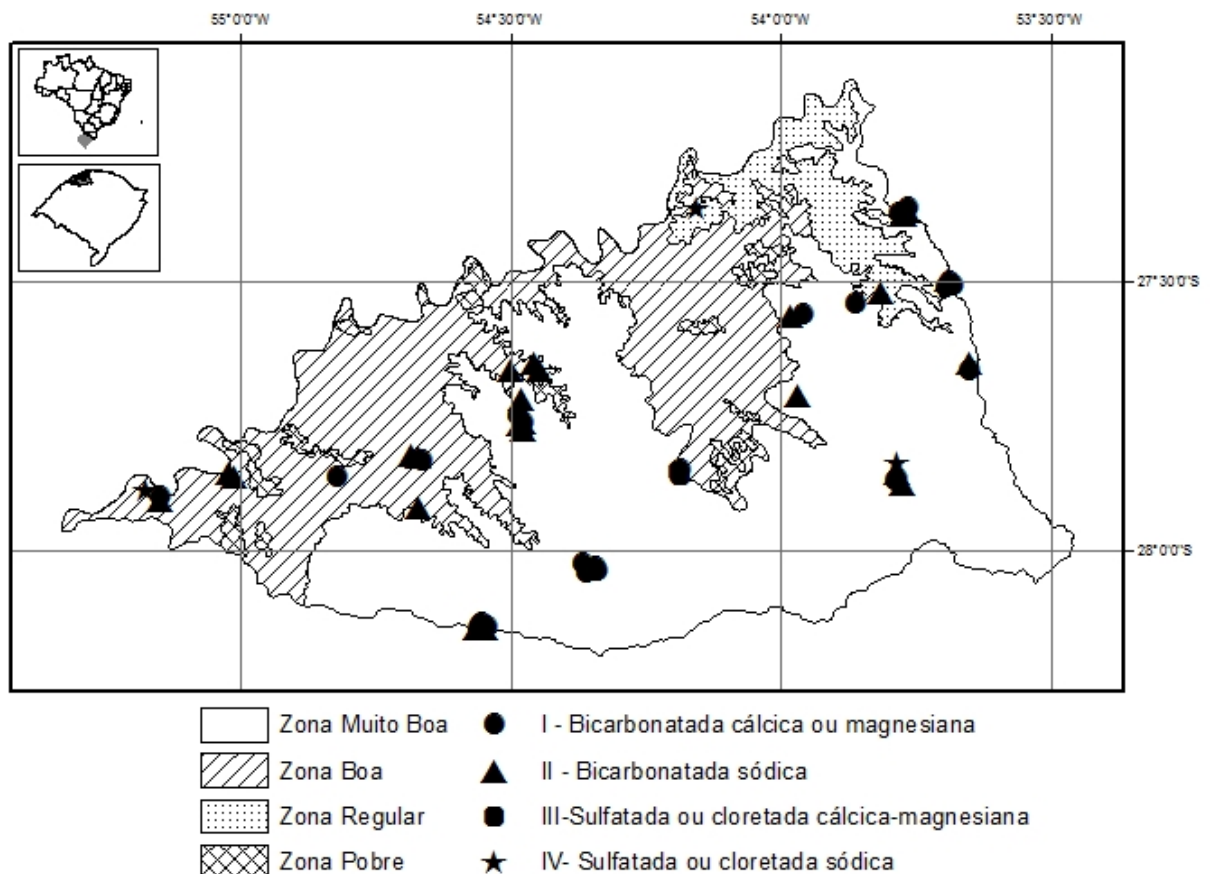 55°0'0"W 54°30'0"W 54°0'0"W 53°30'0"W
27°30'0"S
28°0'0"S
Zona Muito Boa I - Bicarbonatada cálcica ou magnesiana
Zona Boa II - Bicarbonatada sódica
Zona Regular III-Sulfatada ou cloretada cálcica-magnesiana
Zona Pobre IV- Sulfatada ou cloretada sódica